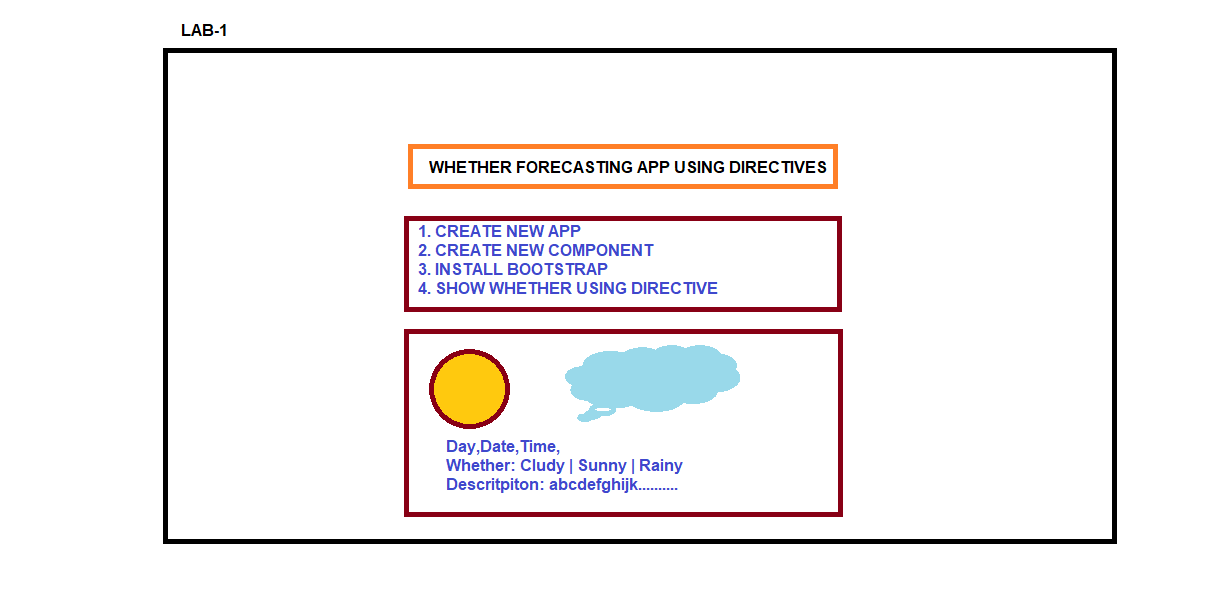 LAB-1
WHETHER FORECASTING APP USING DIRECTIVES
1. CREATE NEW APP
2. CREATE NEW COMPONENT
3. INSTALL BOOTSTRAP
4. SHOW WHETHER USING DIRECTIVE
Day,Date,Time,
Whether: Cludy | Sunny | Rainy
Descritpiton: abcdefghijk..........